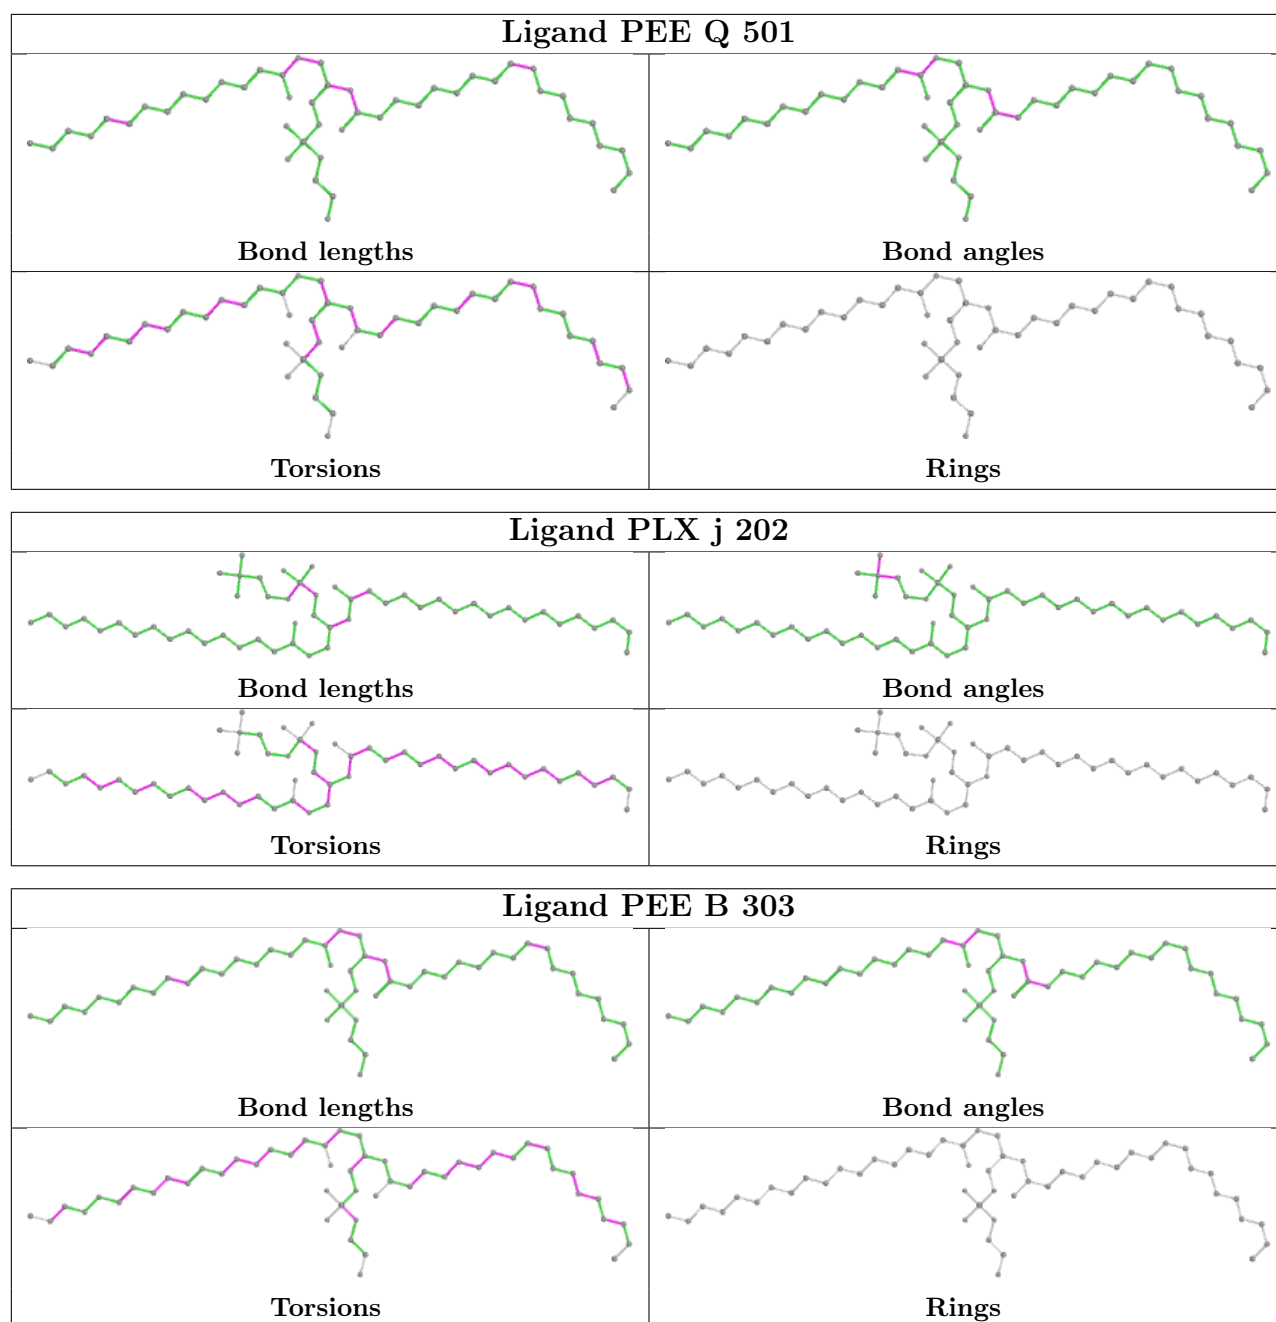 Ligand PEE Q 501
Bond lengths
Bond angles
Torsions
Rings
Ligand PLX j 202
Bond lengths
Bond angles
Torsions
Rings
Ligand PEE B 303
Bond lengths
Bond angles
Torsions
Rings